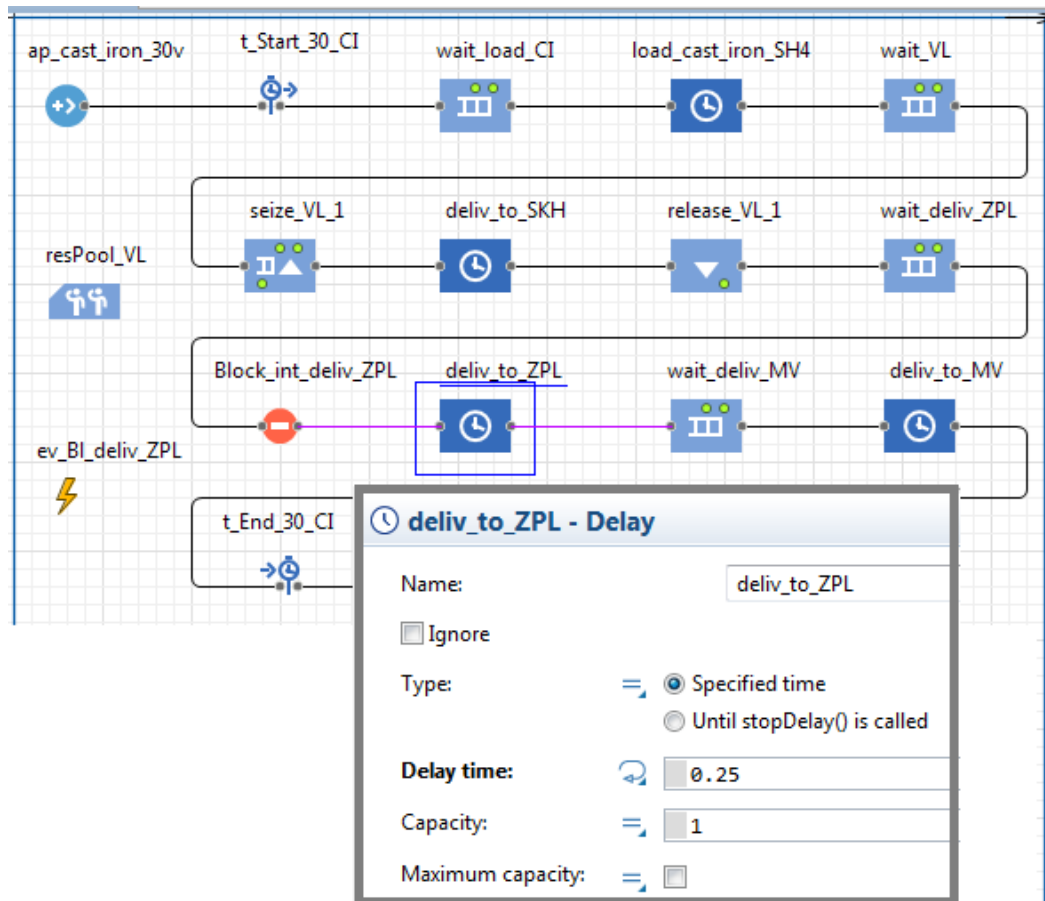 ap_cast_iron_30v t_Start_30_CI wait_load_CI load_cast_iron_SH4 wait_VL
resPool_VL seize_VL_1 deliv_to_SKH release_VL_1 wait_deliv_ZPL
ev_BI_deliv_ZPL Block_int_deliv_ZPL deliv_to_ZPL wait_deliv_MV deliv_to_MV
t_End_30_CI
deliv_to_ZPL - Delay
Name: deliv_to_ZPL
Ignore
Type: Specified time
Until stopDelay() is called
Delay time: 0.25
Capacity: 1
Maximum capacity: